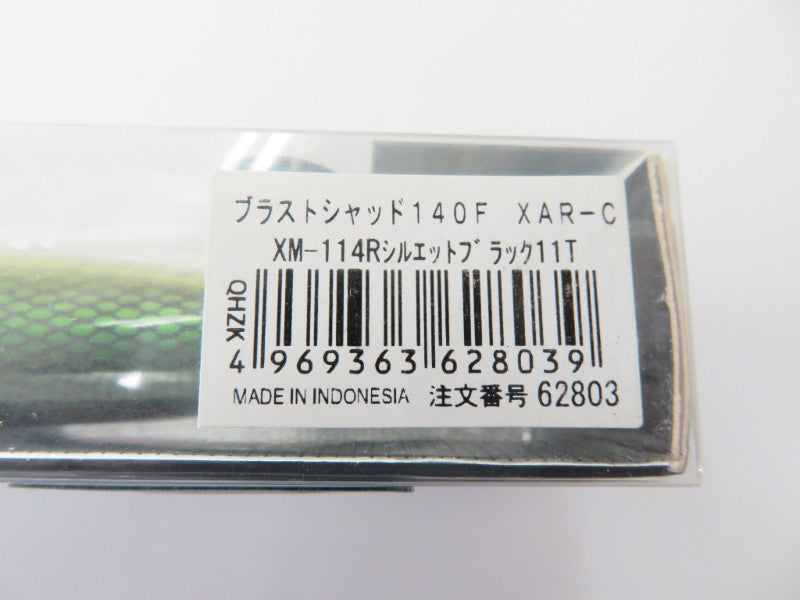 ブラストシャッド140F XAR-C
XM-114Rシルエットブラック11T
QHZK
4 969363 628039
MADE IN INDONESIA 注文番号 62803